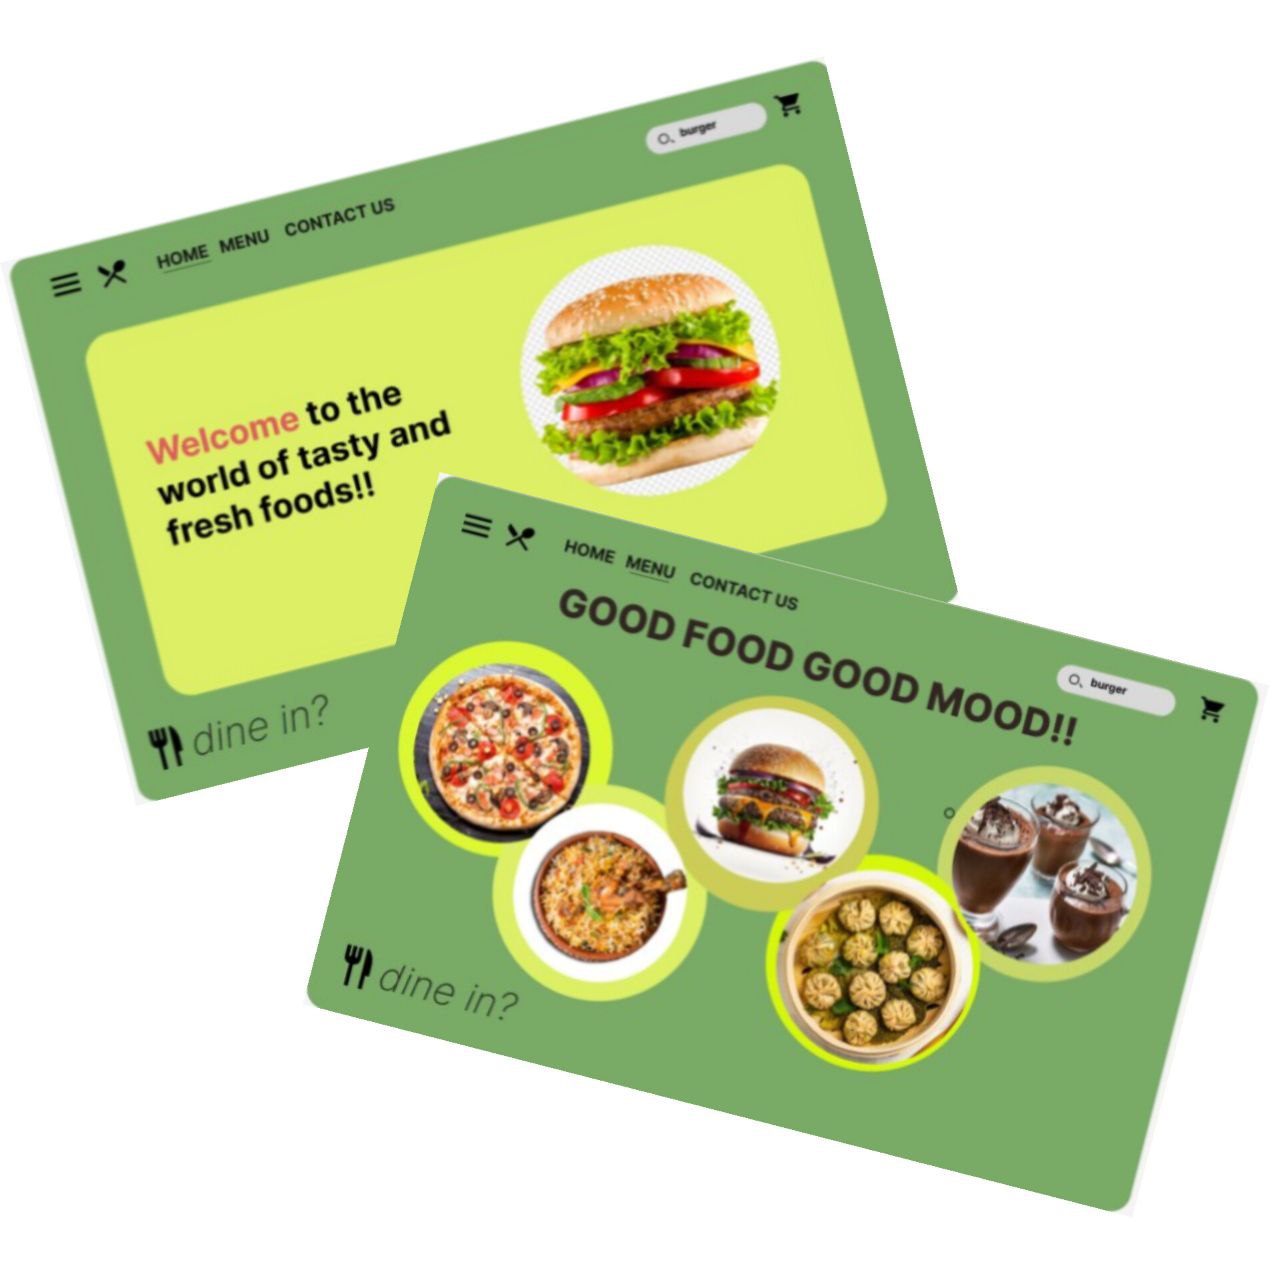 burger
HOME MENU CONTACT US
Welcome to the
world of tasty and
fresh foods!!
dine in?
HOME MENU CONTACT US
GOOD FOOD GOOD MOOD!!
burger
dine in?